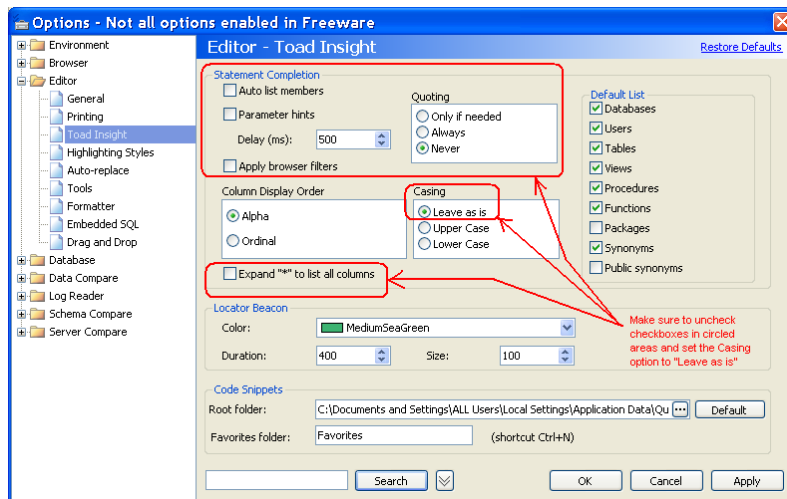 Options - Not all options enabled in Freeware
Environment
Browser
Editor
General
Printing
Toad Insight
Highlighting Styles
Auto-replace
Tools
Formatter
Embedded SQL
Drag and Drop
Database
Data Compare
Log Reader
Schema Compare
Server Compare
Editor - Toad Insight
Restore Defaults
Statement Completion
Auto list members
Parameter hints
Delay (ms): 500
Apply browser filters
Quoting
Only if needed
Always
Never
Default List
Databases
Users
Tables
Views
Procedures
Functions
Packages
Synonyms
Public synonyms
Column Display Order
Alpha
Ordinal
Casing
Leave as is
Upper Case
Lower Case
Expand "*" to list all columns
Make sure to uncheck
checkboxes in circled
areas and set the Casing
option to "Leave as is"
Locator Beacon
Color: MediumSeaGreen
Duration: 400 Size: 100
Code Snippets
Root folder: C:\Documents and Settings\ALL Users\Local Settings\Application Data\Qu ... Default
Favorites folder: Favorites (shortcut Ctrl+N)
Search OK Cancel Apply